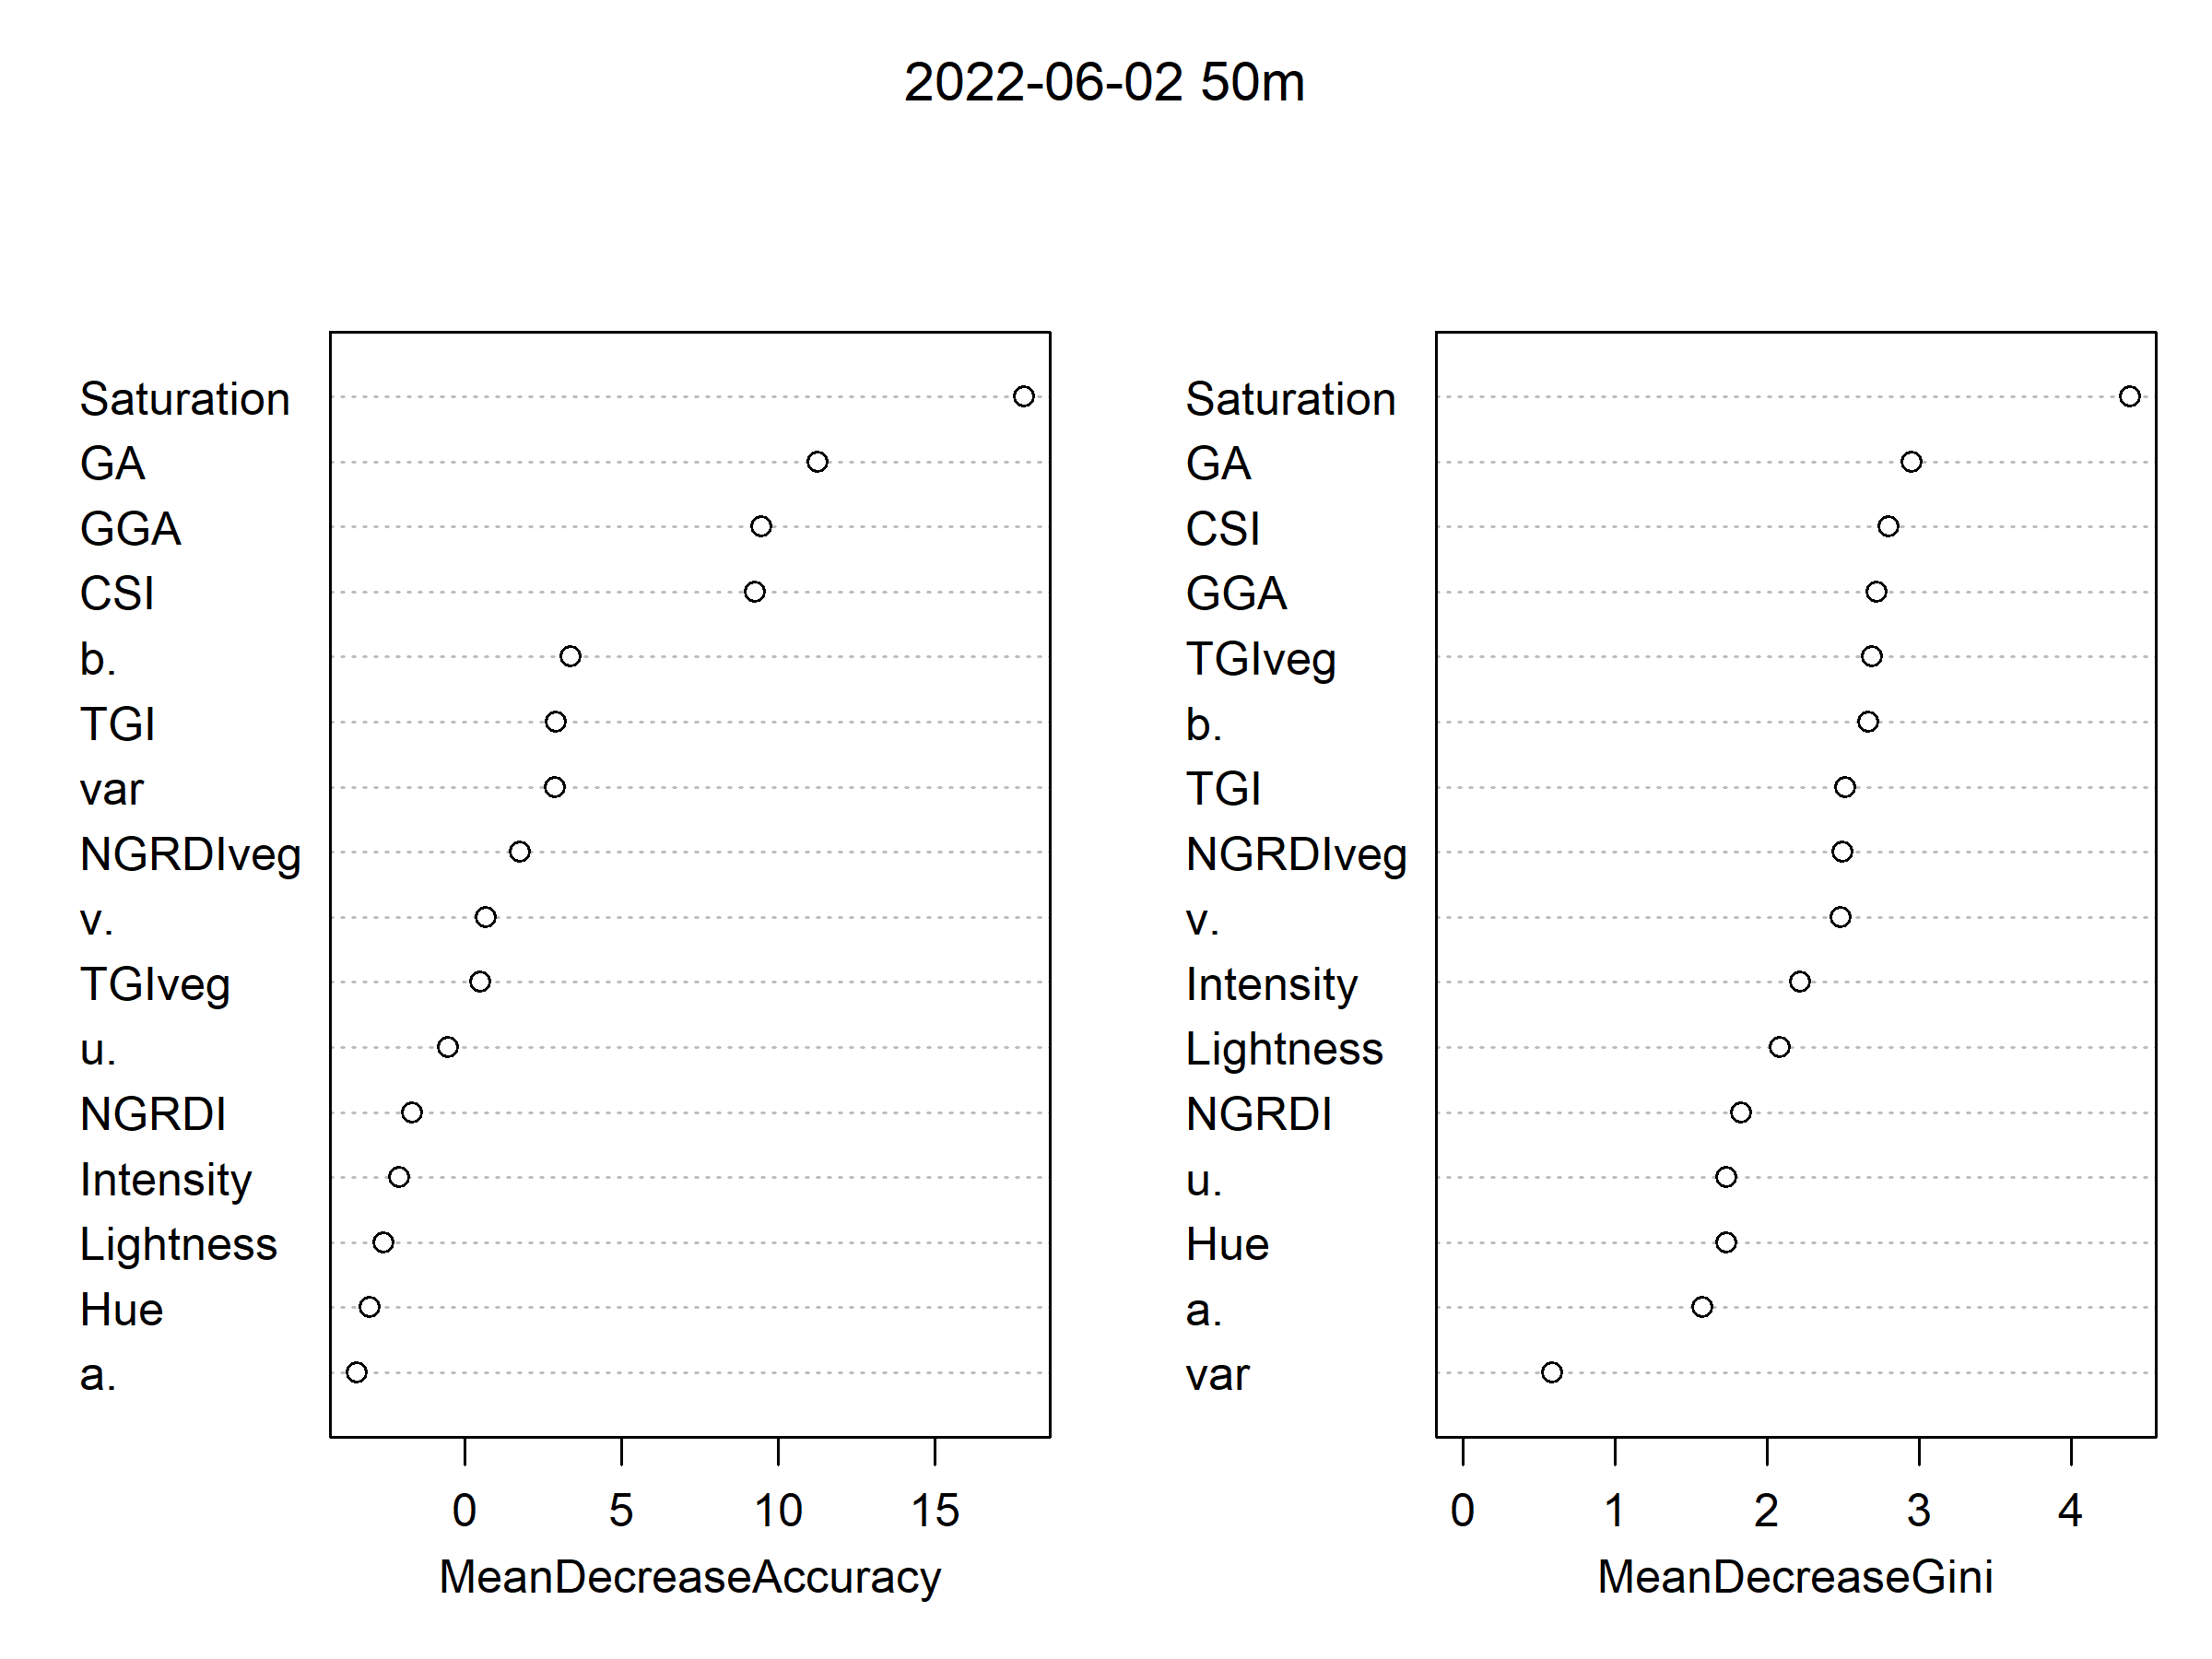 2022-06-02 50m
Saturation
GA
GGA
CSI
b.
TGI
var
NGRDIveg
v.
TGIveg
u.
NGRDI
Intensity
Lightness
Hue
a.
0 5 10 15
MeanDecreaseAccuracy
Saturation
GA
CSI
GGA
TGIveg
b.
TGI
NGRDIveg
v.
Intensity
Lightness
NGRDI
u.
Hue
a.
var
0 1 2 3 4
MeanDecreaseGini